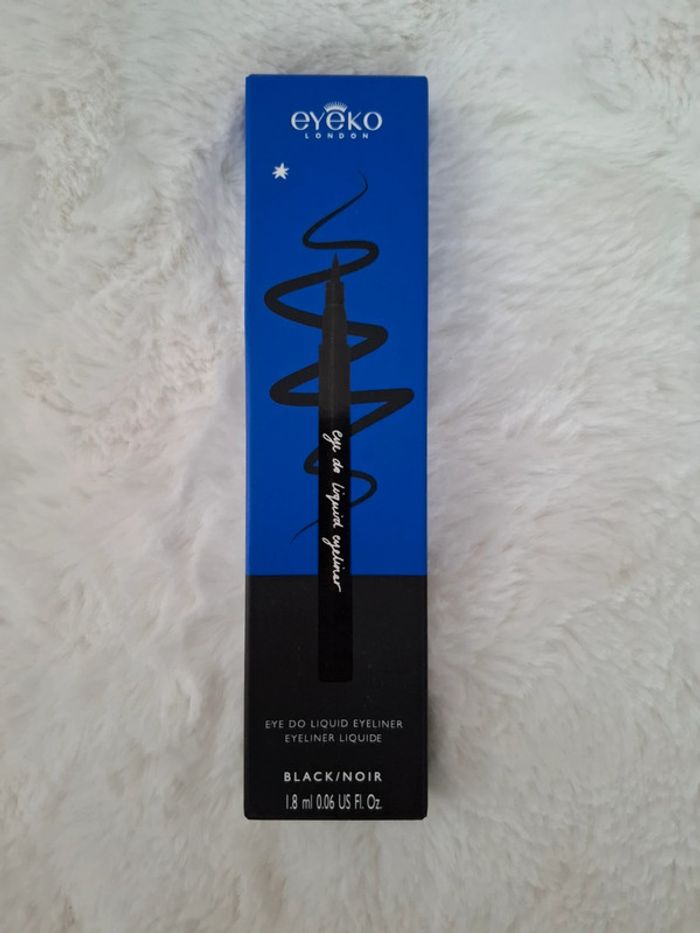 eyeko
LONDON
eye do liquid eyeliner
EYE DO LIQUID EYELINER
EYELINER LIQUIDE
BLACK/NOIR
1.8 ml 0.06 US Fl. Oz.